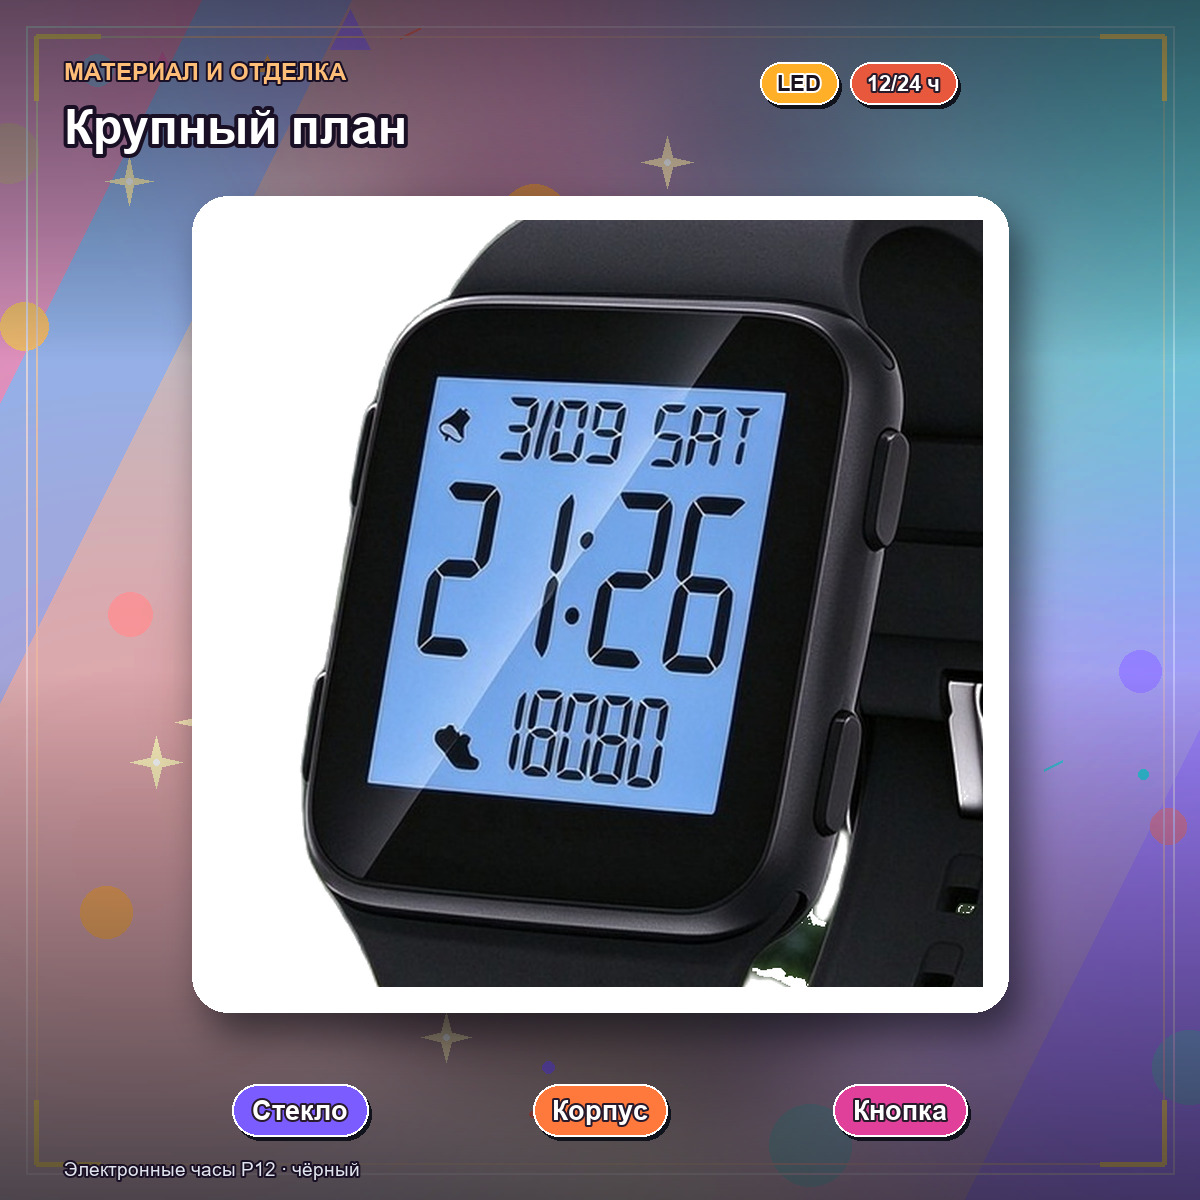 МАТЕРИАЛ И ОТДЕЛКА
LED
12/24 ч
Крупный план
3/09 SAT
21:26
18080
Стекло
Корпус
Кнопка
Электронные часы P12 · чёрный